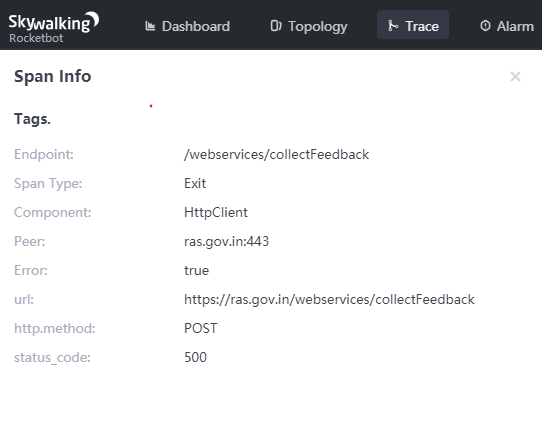 Skywalking
Rocketbot
Dashboard
Topology
Trace
Alarm
Span Info
Tags.
Endpoint: /webservices/collectFeedback
Span Type: Exit
Component: HttpClient
Peer: ras.gov.in:443
Error: true
url: https://ras.gov.in/webservices/collectFeedback
http.method: POST
status_code: 500